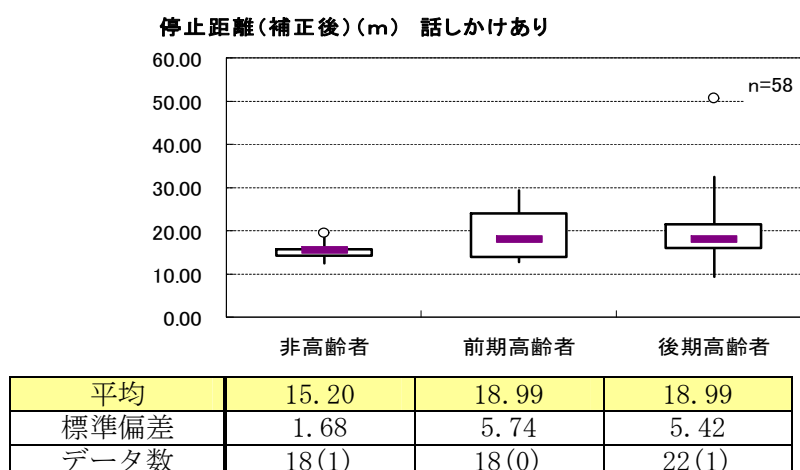 停止距離(補正後)(m) 話しかけあり
60.00
n=58
50.00
40.00
30.00
20.00
10.00
0.00
非高齢者 前期高齢者 後期高齢者
平均 15.20 18.99 18.99
標準偏差 1.68 5.74 5.42
データ数 18(1) 18(0) 22(1)